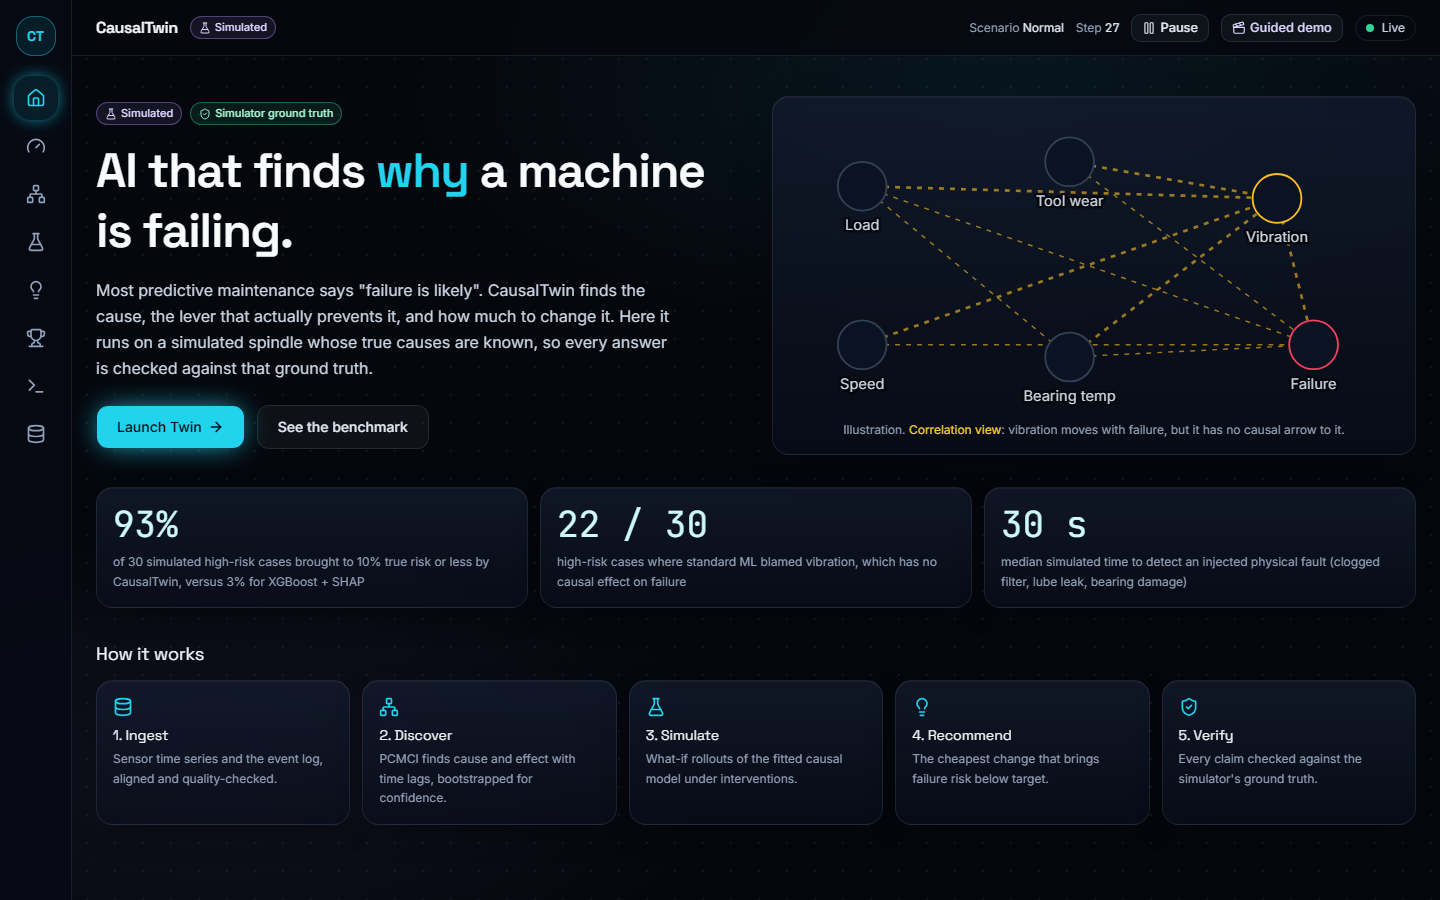 CT
CausalTwin
Simulated
Scenario Normal
Step 27
Pause
Guided demo
Live
Simulated
Simulator ground truth
AI that finds why a machine
is failing.
Most predictive maintenance says "failure is likely". CausalTwin finds the
cause, the lever that actually prevents it, and how much to change it. Here it
runs on a simulated spindle whose true causes are known, so every answer
is checked against that ground truth.
Launch Twin
See the benchmark
Load
Tool wear
Vibration
Speed
Bearing temp
Failure
Illustration. Correlation view: vibration moves with failure, but it has no causal arrow to it.
93%
of 30 simulated high-risk cases brought to 10% true risk or less by
CausalTwin, versus 3% for XGBoost + SHAP
22 / 30
high-risk cases where standard ML blamed vibration, which has no
causal effect on failure
30 s
median simulated time to detect an injected physical fault (clogged
filter, lube leak, bearing damage)
How it works
1. Ingest
Sensor time series and the event log,
aligned and quality-checked.
2. Discover
PCMCI finds cause and effect with
time lags, bootstrapped for
confidence.
3. Simulate
What-if rollouts of the fitted causal
model under interventions.
4. Recommend
The cheapest change that brings
failure risk below target.
5. Verify
Every claim checked against the
simulator's ground truth.